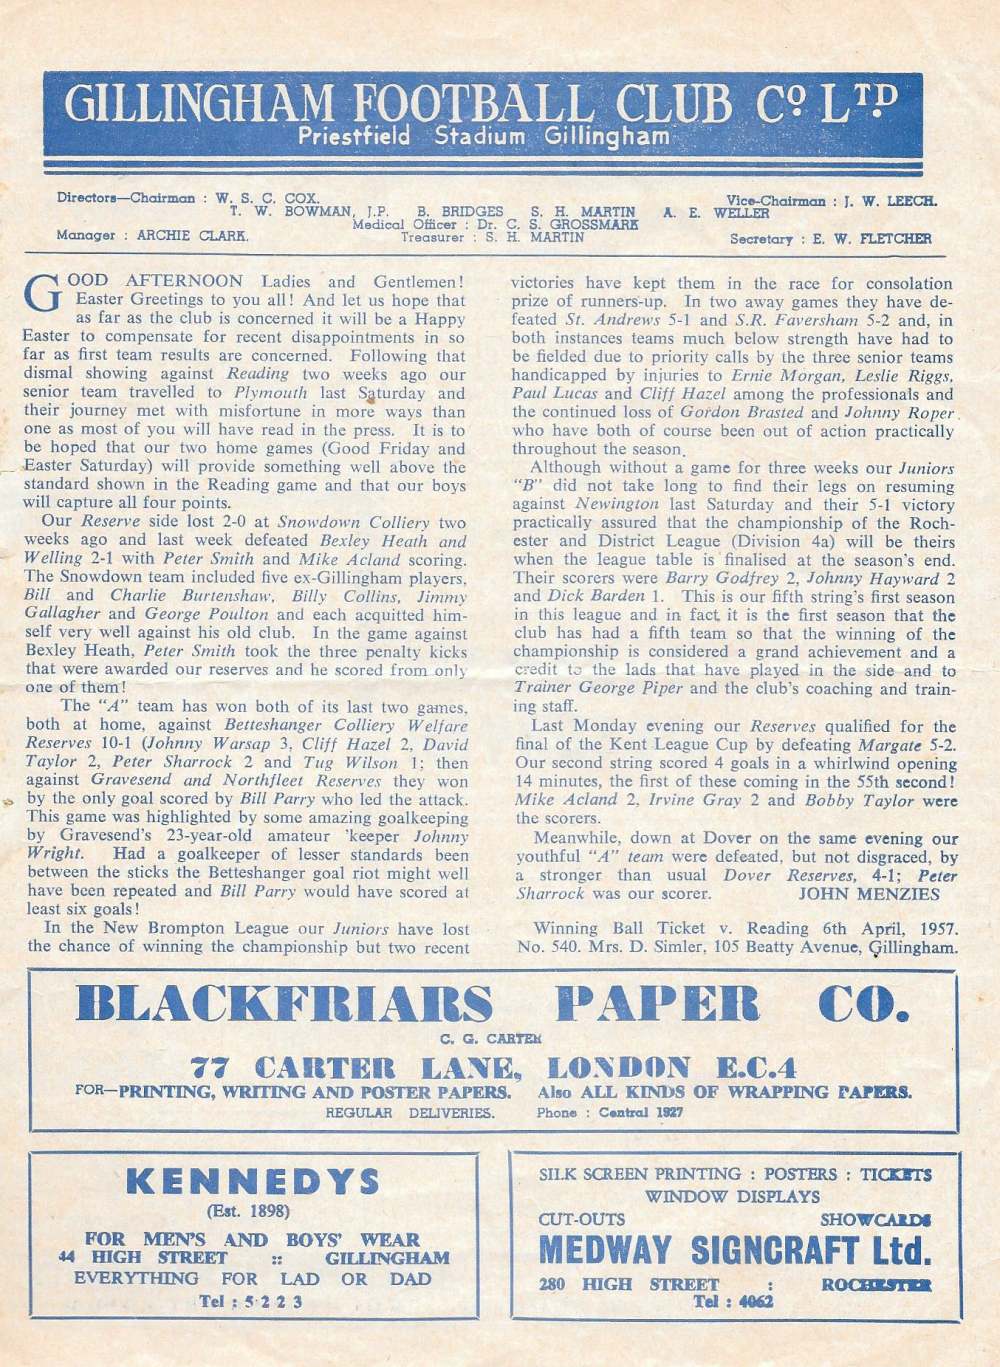 GILLINGHAM FOOTBALL CLUB Co LTD
Priestfield Stadium Gillingham
Directors—Chairman : W. S. C. COX.
Vice-Chairman : J. W. LEECH.
T. W. BOWMAN, J.P. B. BRIDGES S. H. MARTIN A. E. WELLER
Medical Officer : Dr. C. S. GROSSMARK
Manager : ARCHIE CLARK.
Treasurer : S. H. MARTIN
Secretary : E. W. FLETCHER
GOOD AFTERNOON Ladies and Gentlemen!
Easter Greetings to you all! And let us hope that
as far as the club is concerned it will be a Happy
Easter to compensate for recent disappointments in so
far as first team results are concerned. Following that
dismal showing against Reading two weeks ago our
senior team travelled to Plymouth last Saturday and
their journey met with misfortune in more ways than
one as most of you will have read in the press. It is to
be hoped that our two home games (Good Friday and
Easter Saturday) will provide something well above the
standard shown in the Reading game and that our boys
will capture all four points.
Our Reserve side lost 2-0 at Snowdown Colliery two
weeks ago and last week defeated Bexley Heath and
Welling 2-1 with Peter Smith and Mike Acland scoring.
The Snowdown team included five ex-Gillingham players,
Bill and Charlie Burtenshaw, Billy Collins, Jimmy
Gallagher and George Poulton and each acquitted him-
self very well against his old club. In the game against
Bexley Heath, Peter Smith took the three penalty kicks
that were awarded our reserves and he scored from only
one of them!
The "A" team has won both of its last two games,
both at home, against Betteshanger Colliery Welfare
Reserves 10-1 (Johnny Warsap 3, Cliff Hazel 2, David
Taylor 2, Peter Sharrock 2 and Tug Wilson 1; then
against Gravesend and Northfleet Reserves they won
by the only goal scored by Bill Parry who led the attack.
This game was highlighted by some amazing goalkeeping
by Gravesend's 23-year-old amateur 'keeper Johnny
Wright. Had a goalkeeper of lesser standards been
between the sticks the Betteshanger goal riot might well
have been repeated and Bill Parry would have scored at
least six goals!
In the New Brompton League our Juniors have lost
the chance of winning the championship but two recent
victories have kept them in the race for consolation
prize of runners-up. In two away games they have de-
feated St. Andrews 5-1 and S.R. Faversham 5-2 and, in
both instances teams much below strength have had to
be fielded due to priority calls by the three senior teams
handicapped by injuries to Ernie Morgan, Leslie Riggs,
Paul Lucas and Cliff Hazel among the professionals and
the continued loss of Gordon Brasted and Johnny Roper.
who have both of course been out of action practically
throughout the season.
Although without a game for three weeks our Juniors
"B" did not take long to find their legs on resuming
against Newington last Saturday and their 5-1 victory
practically assured that the championship of the Roch-
ester and District League (Division 4a) will be theirs
when the league table is finalised at the season's end.
Their scorers were Barry Godfrey 2, Johnny Hayward 2
and Dick Barden 1. This is our fifth string's first season
in this league and in fact it is the first season that the
club has had a fifth team so that the winning of the
championship is considered a grand achievement and a
credit to the lads that have played in the side and to
Trainer George Piper and the club's coaching and train-
ing staff.
Last Monday evening our Reserves qualified for the
final of the Kent League Cup by defeating Margate 5-2.
Our second string scored 4 goals in a whirlwind opening
14 minutes, the first of these coming in the 55th second!
Mike Acland 2, Irvine Gray 2 and Bobby Taylor were
the scorers.
Meanwhile, down at Dover on the same evening our
youthful "A" team were defeated, but not disgraced, by
a stronger than usual Dover Reserves, 4-1; Peter
Sharrock was our scorer. JOHN MENZIES
Winning Ball Ticket v. Reading 6th April, 1957.
No. 540. Mrs. D. Simler, 105 Beatty Avenue, Gillingham.
BLACKFRIARS PAPER CO.
C. G. CARTER
77 CARTER LANE, LONDON E.C.4
FOR—PRINTING, WRITING AND POSTER PAPERS. Also ALL KINDS OF WRAPPING PAPERS.
REGULAR DELIVERIES. Phone : Central 1927
KENNEDYS
(Est. 1898)
FOR MEN'S AND BOYS' WEAR
44 HIGH STREET :: GILLINGHAM
EVERYTHING FOR LAD OR DAD
Tel : 5223
SILK SCREEN PRINTING : POSTERS : TICKETS
WINDOW DISPLAYS
CUT-OUTS SHOWCARDS
MEDWAY SIGNCRAFT Ltd.
280 HIGH STREET : ROCHESTER
Tel : 4062